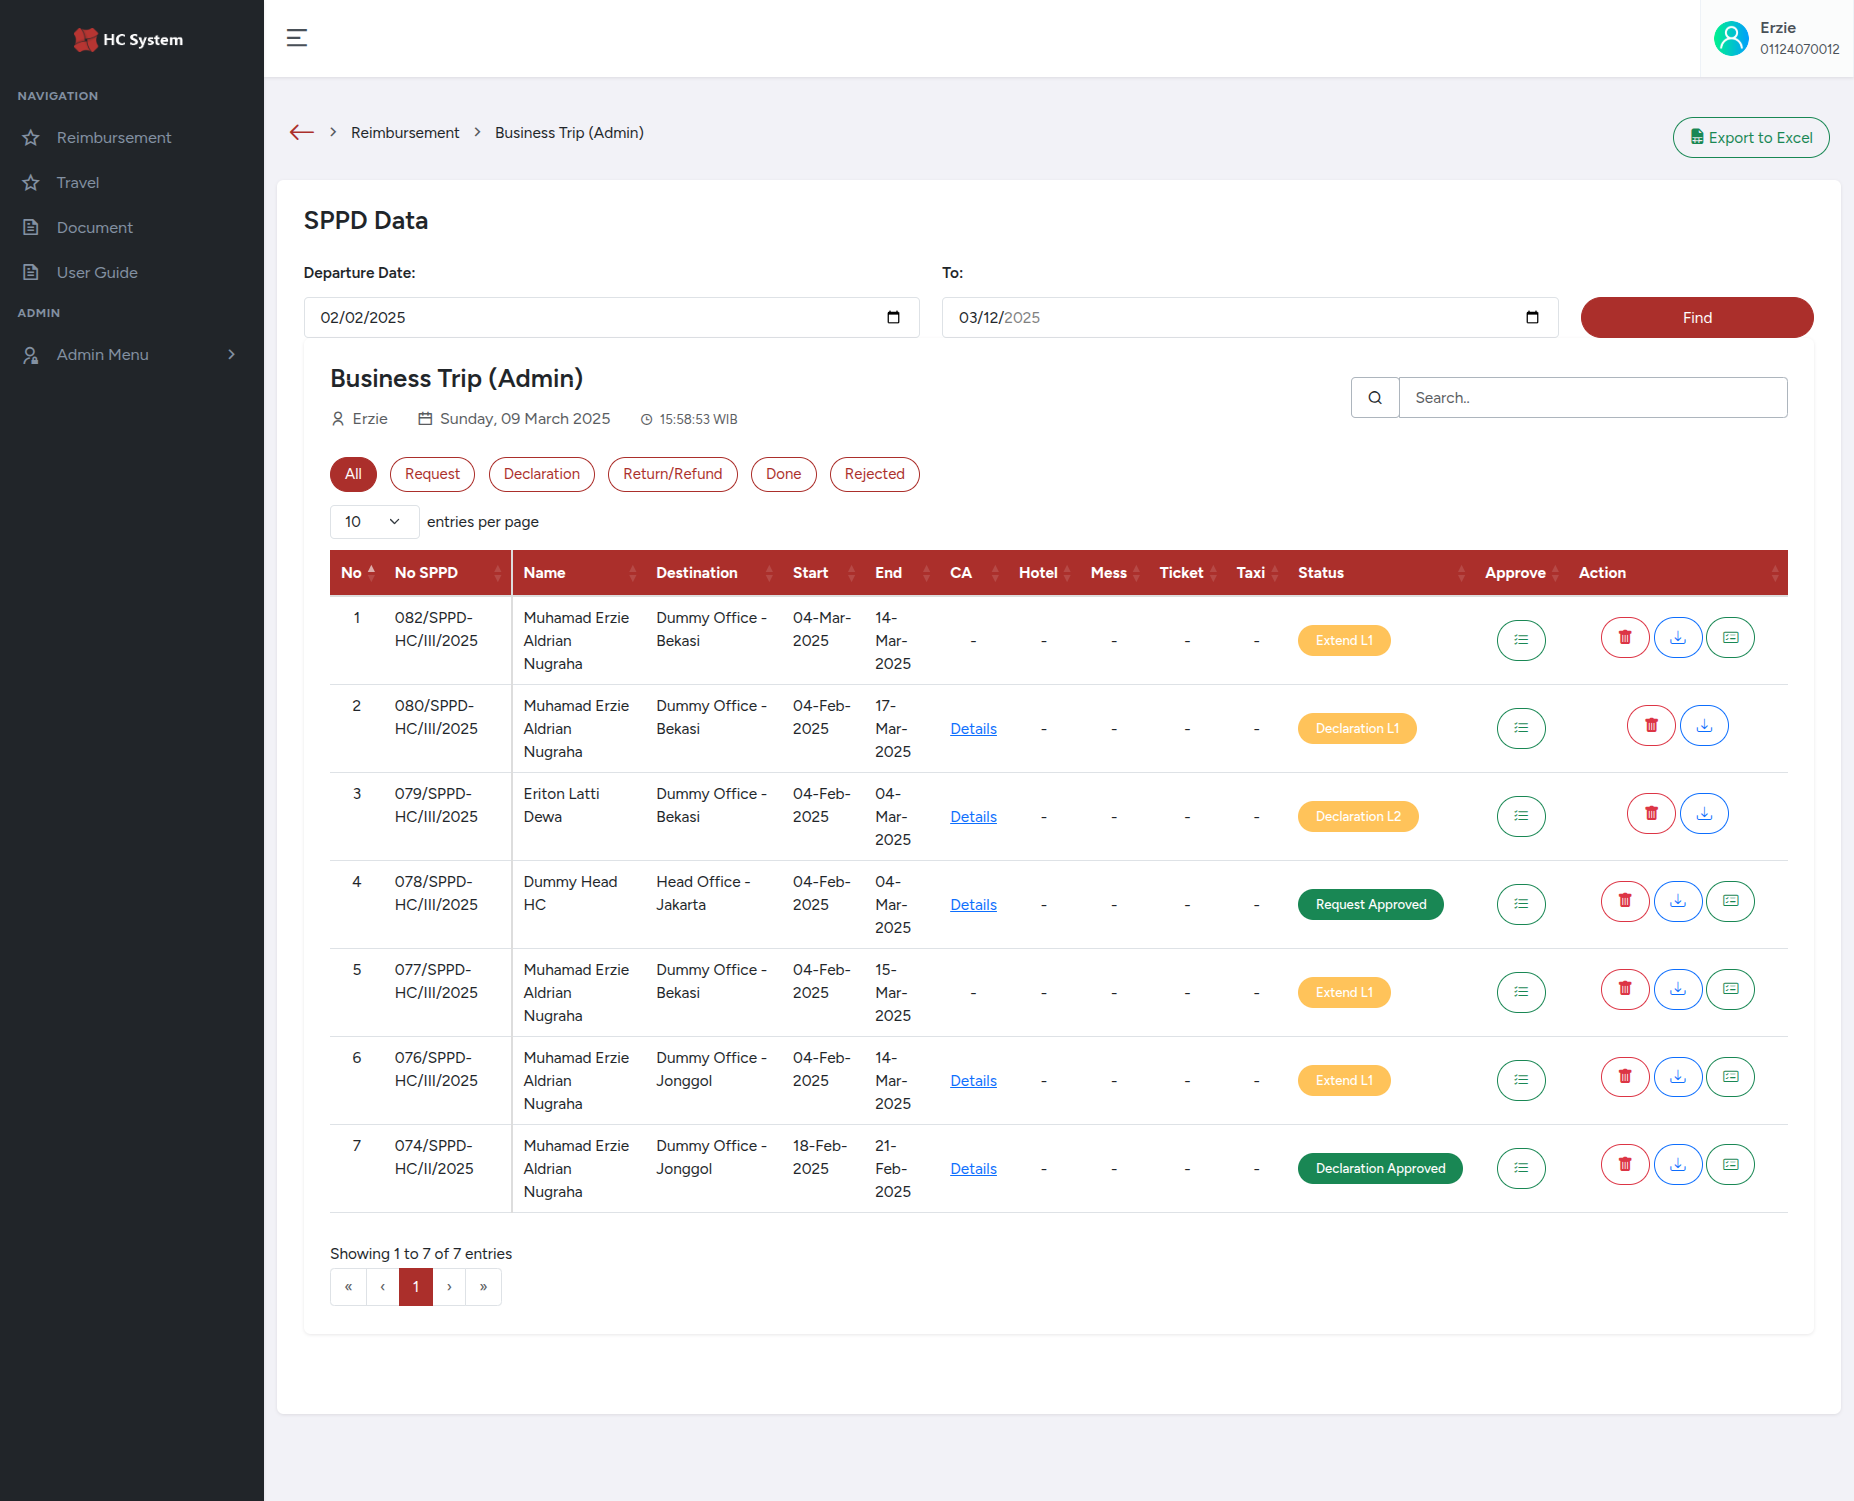 HC System
Erzie
01124070012
NAVIGATION
Reimbursement
Travel
Document
User Guide
ADMIN
Admin Menu
Reimbursement
Business Trip (Admin)
Export to Excel
SPPD Data
Departure Date:
To:
02/02/2025
03/12/2025
Find
Business Trip (Admin)
Erzie
Sunday, 09 March 2025
15:58:53 WIB
Search..
All
Request
Declaration
Return/Refund
Done
Rejected
10
entries per page
No No SPPD Name Destination Start End CA Hotel Mess Ticket Taxi Status Approve Action
1 082/SPPD- Muhamad Erzie Dummy Office - 04-Mar- 14-
HC/III/2025 Aldrian Bekasi 2025 Mar- - - - - - Extend L1
Nugraha 2025
2 080/SPPD- Muhamad Erzie Dummy Office - 04-Feb- 17-
HC/III/2025 Aldrian Bekasi 2025 Mar- Details - - - - Declaration L1
Nugraha 2025
3 079/SPPD- Eriton Latti Dummy Office - 04-Feb- 04-
HC/III/2025 Dewa Bekasi 2025 Mar- Details - - - - Declaration L2
2025
4 078/SPPD- Dummy Head Head Office - 04-Feb- 04-
HC/III/2025 HC Jakarta 2025 Mar- Details - - - - Request Approved
2025
5 077/SPPD- Muhamad Erzie Dummy Office - 04-Feb- 15-
HC/III/2025 Aldrian Bekasi 2025 Mar- - - - - - Extend L1
Nugraha 2025
6 076/SPPD- Muhamad Erzie Dummy Office - 04-Feb- 14-
HC/III/2025 Aldrian Jonggol 2025 Mar- Details - - - - Extend L1
Nugraha 2025
7 074/SPPD- Muhamad Erzie Dummy Office - 18-Feb- 21-
HC/II/2025 Aldrian Jonggol 2025 Feb- Details - - - - Declaration Approved
Nugraha 2025
Showing 1 to 7 of 7 entries
« ‹ 1 › »